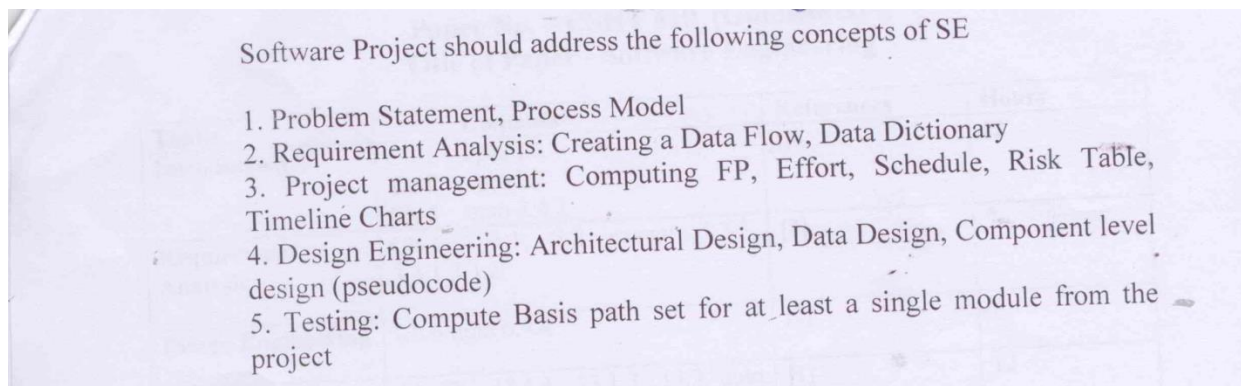 Software Project should address the following concepts of SE
1. Problem Statement, Process Model
2. Requirement Analysis: Creating a Data Flow, Data Dictionary
3. Project management: Computing FP, Effort, Schedule, Risk Table,
Timeline Charts
4. Design Engineering: Architectural Design, Data Design, Component level
design (pseudocode)
5. Testing: Compute Basis path set for at least a single module from the
project